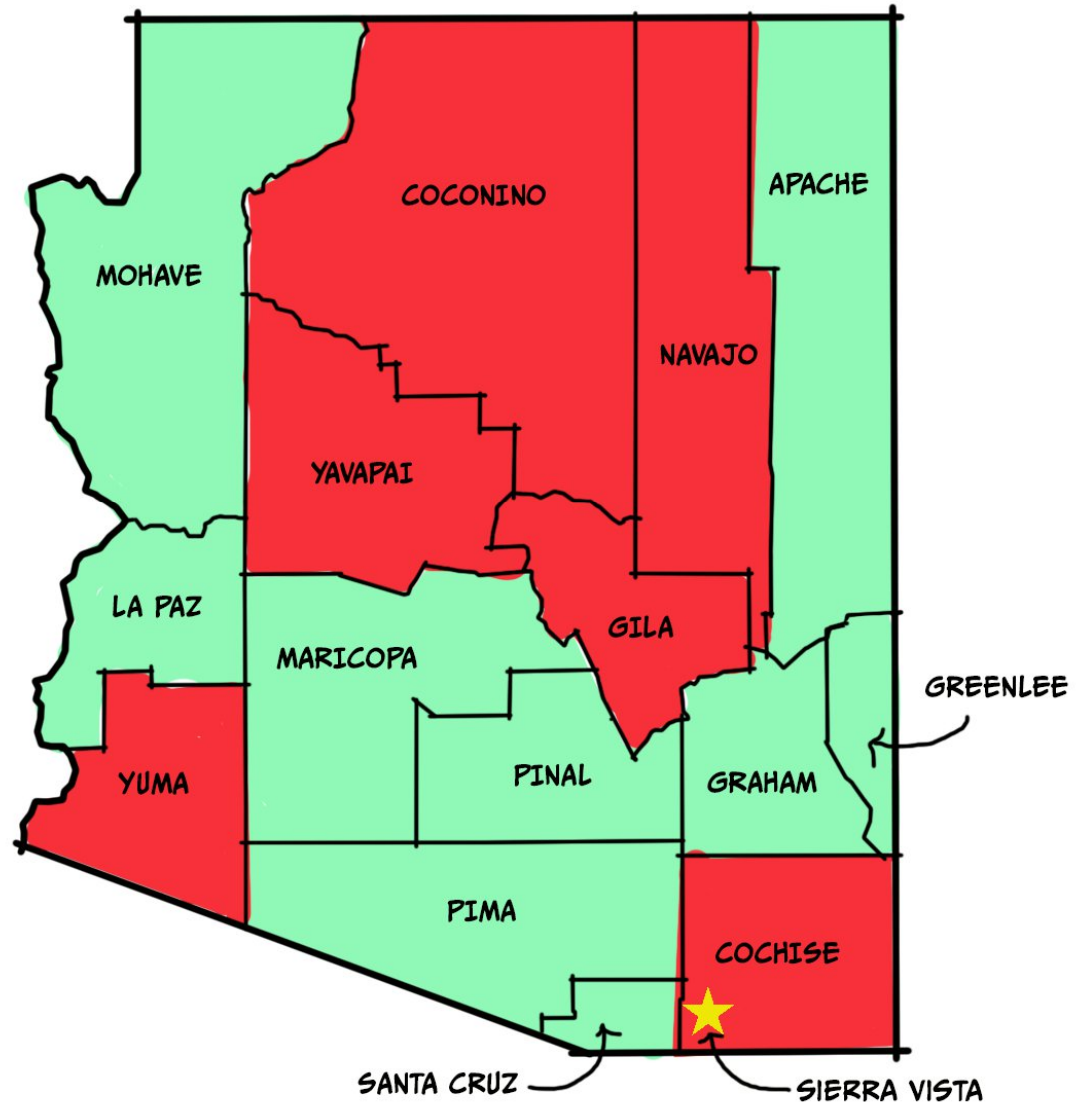 APACHE
COCONINO
MOHAVE
NAVAJO
YAVAPAI
LA PAZ
GILA
MARICOPA
GREENLEE
YUMA
PINAL
GRAHAM
PIMA
COCHISE
SANTA CRUZ
SIERRA VISTA